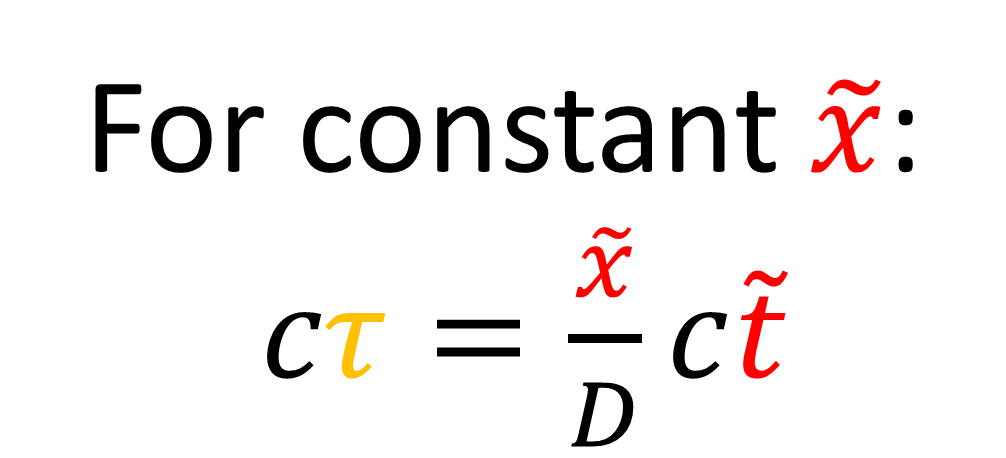 For constant x̃:
cτ = x̃/D ct̃